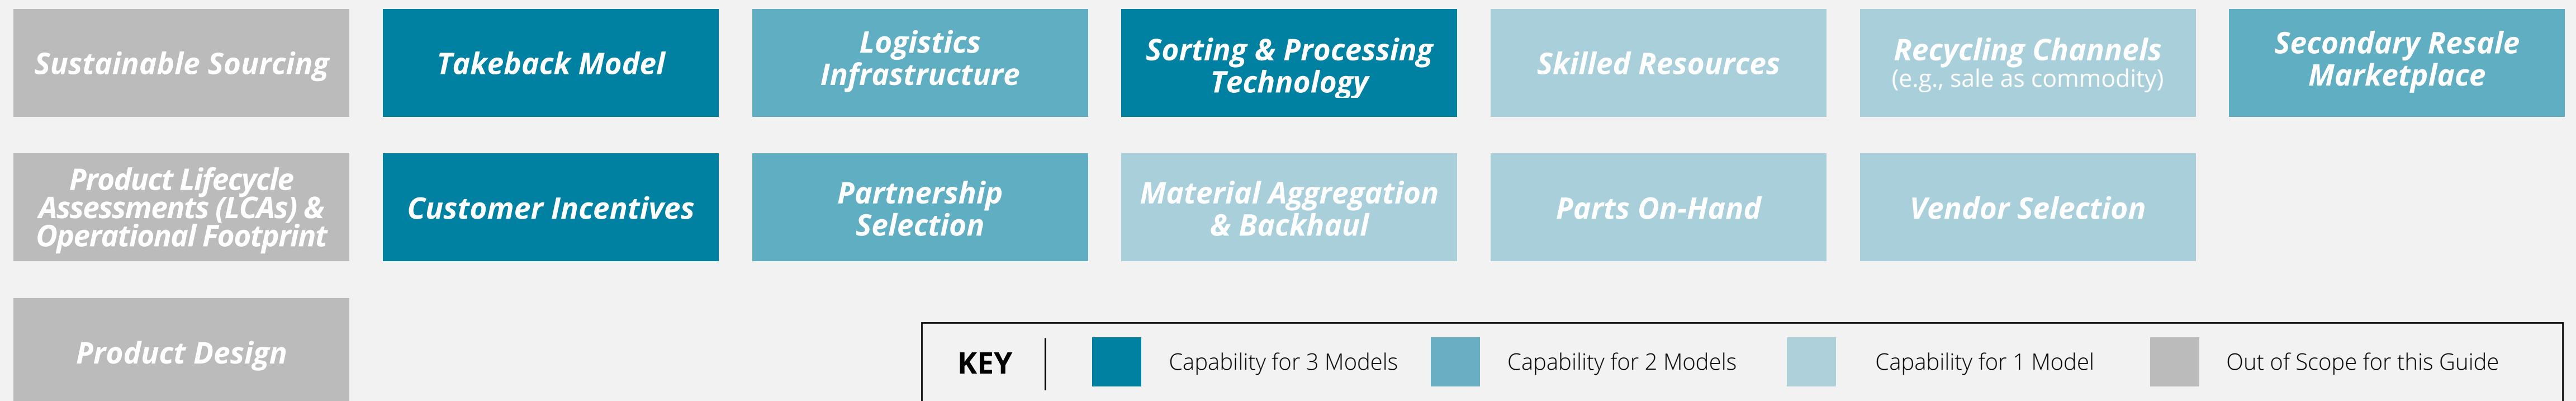 Sustainable Sourcing
Takeback Model
Logistics
Infrastructure
Sorting & Processing
Technology
Skilled Resources
Recycling Channels
(e.g., sale as commodity)
Secondary Resale
Marketplace
Product Lifecycle
Assessments (LCAs) &
Operational Footprint
Customer Incentives
Partnership
Selection
Material Aggregation
& Backhaul
Parts On-Hand
Vendor Selection
Product Design
KEY
Capability for 3 Models
Capability for 2 Models
Capability for 1 Model
Out of Scope for this Guide